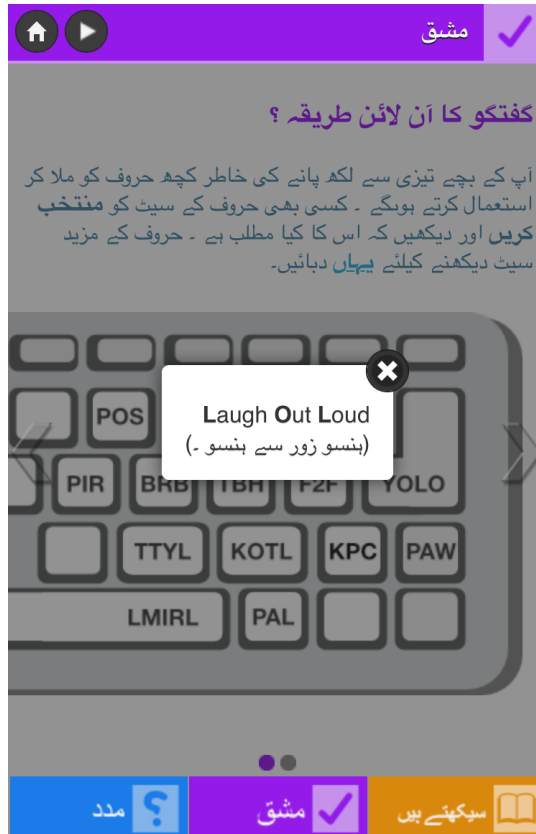 مشق
گفتگو کا آن لائن طریقہ ؟
آپ کے بچے تیزی سے لکھ پانے کی خاطر کچھ حروف کو ملا کر
استعمال کرتے ہونگے ۔ کسی بھی حروف کے سیٹ کو منتخب
کریں اور دیکھیں کہ اس کا کیا مطلب ہے ۔ حروف کے مزید
سیٹ دیکھنے کیلئے یہاں دبائیں۔
POS
Laugh Out Loud
(ہنسو زور سے ہنسو ۔)
PIR BRB TBH F2F YOLO
TTYL KOTL KPC PAW
LMIRL PAL
سیکھتے ہیں
مشق
مدد